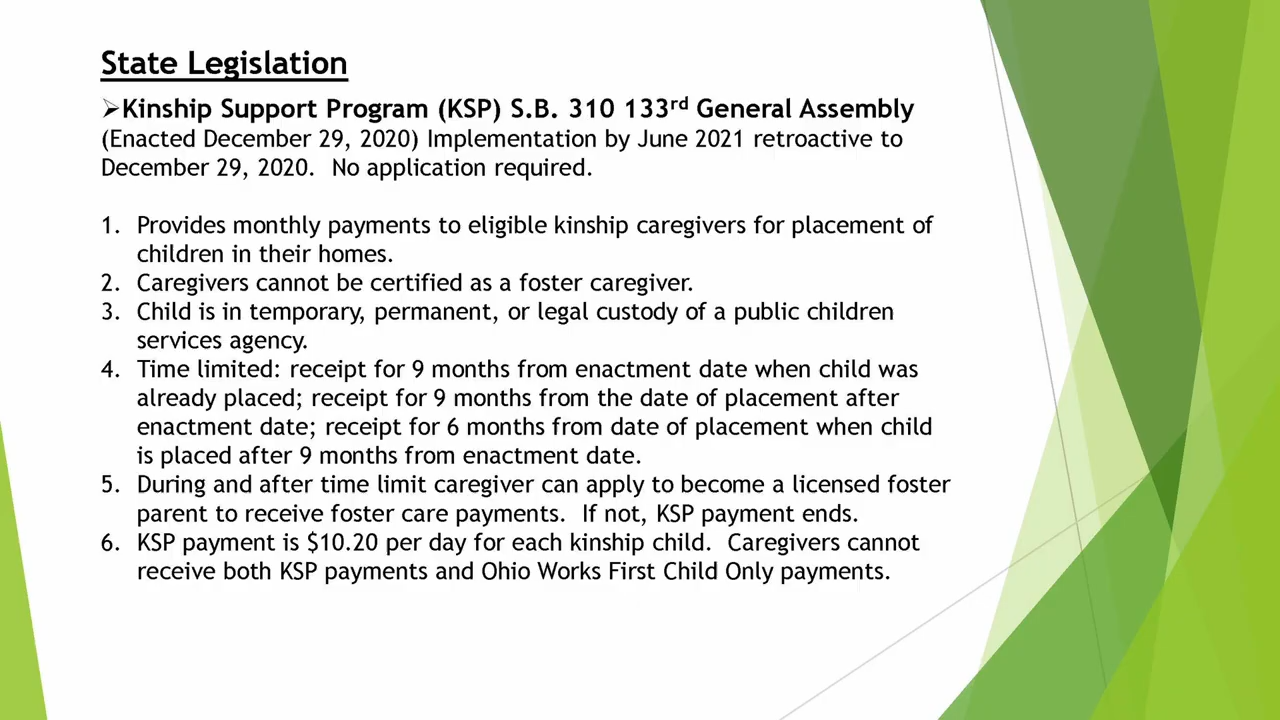 State Legislation
➢Kinship Support Program (KSP) S.B. 310 133rd General Assembly
(Enacted December 29, 2020) Implementation by June 2021 retroactive to
December 29, 2020.  No application required.
1. Provides monthly payments to eligible kinship caregivers for placement of
children in their homes.
2. Caregivers cannot be certified as a foster caregiver.
3. Child is in temporary, permanent, or legal custody of a public children
services agency.
4. Time limited: receipt for 9 months from enactment date when child was
already placed; receipt for 9 months from the date of placement after
enactment date; receipt for 6 months from date of placement when child
is placed after 9 months from enactment date.
5. During and after time limit caregiver can apply to become a licensed foster
parent to receive foster care payments.  If not, KSP payment ends.
6. KSP payment is $10.20 per day for each kinship child.  Caregivers cannot
receive both KSP payments and Ohio Works First Child Only payments.